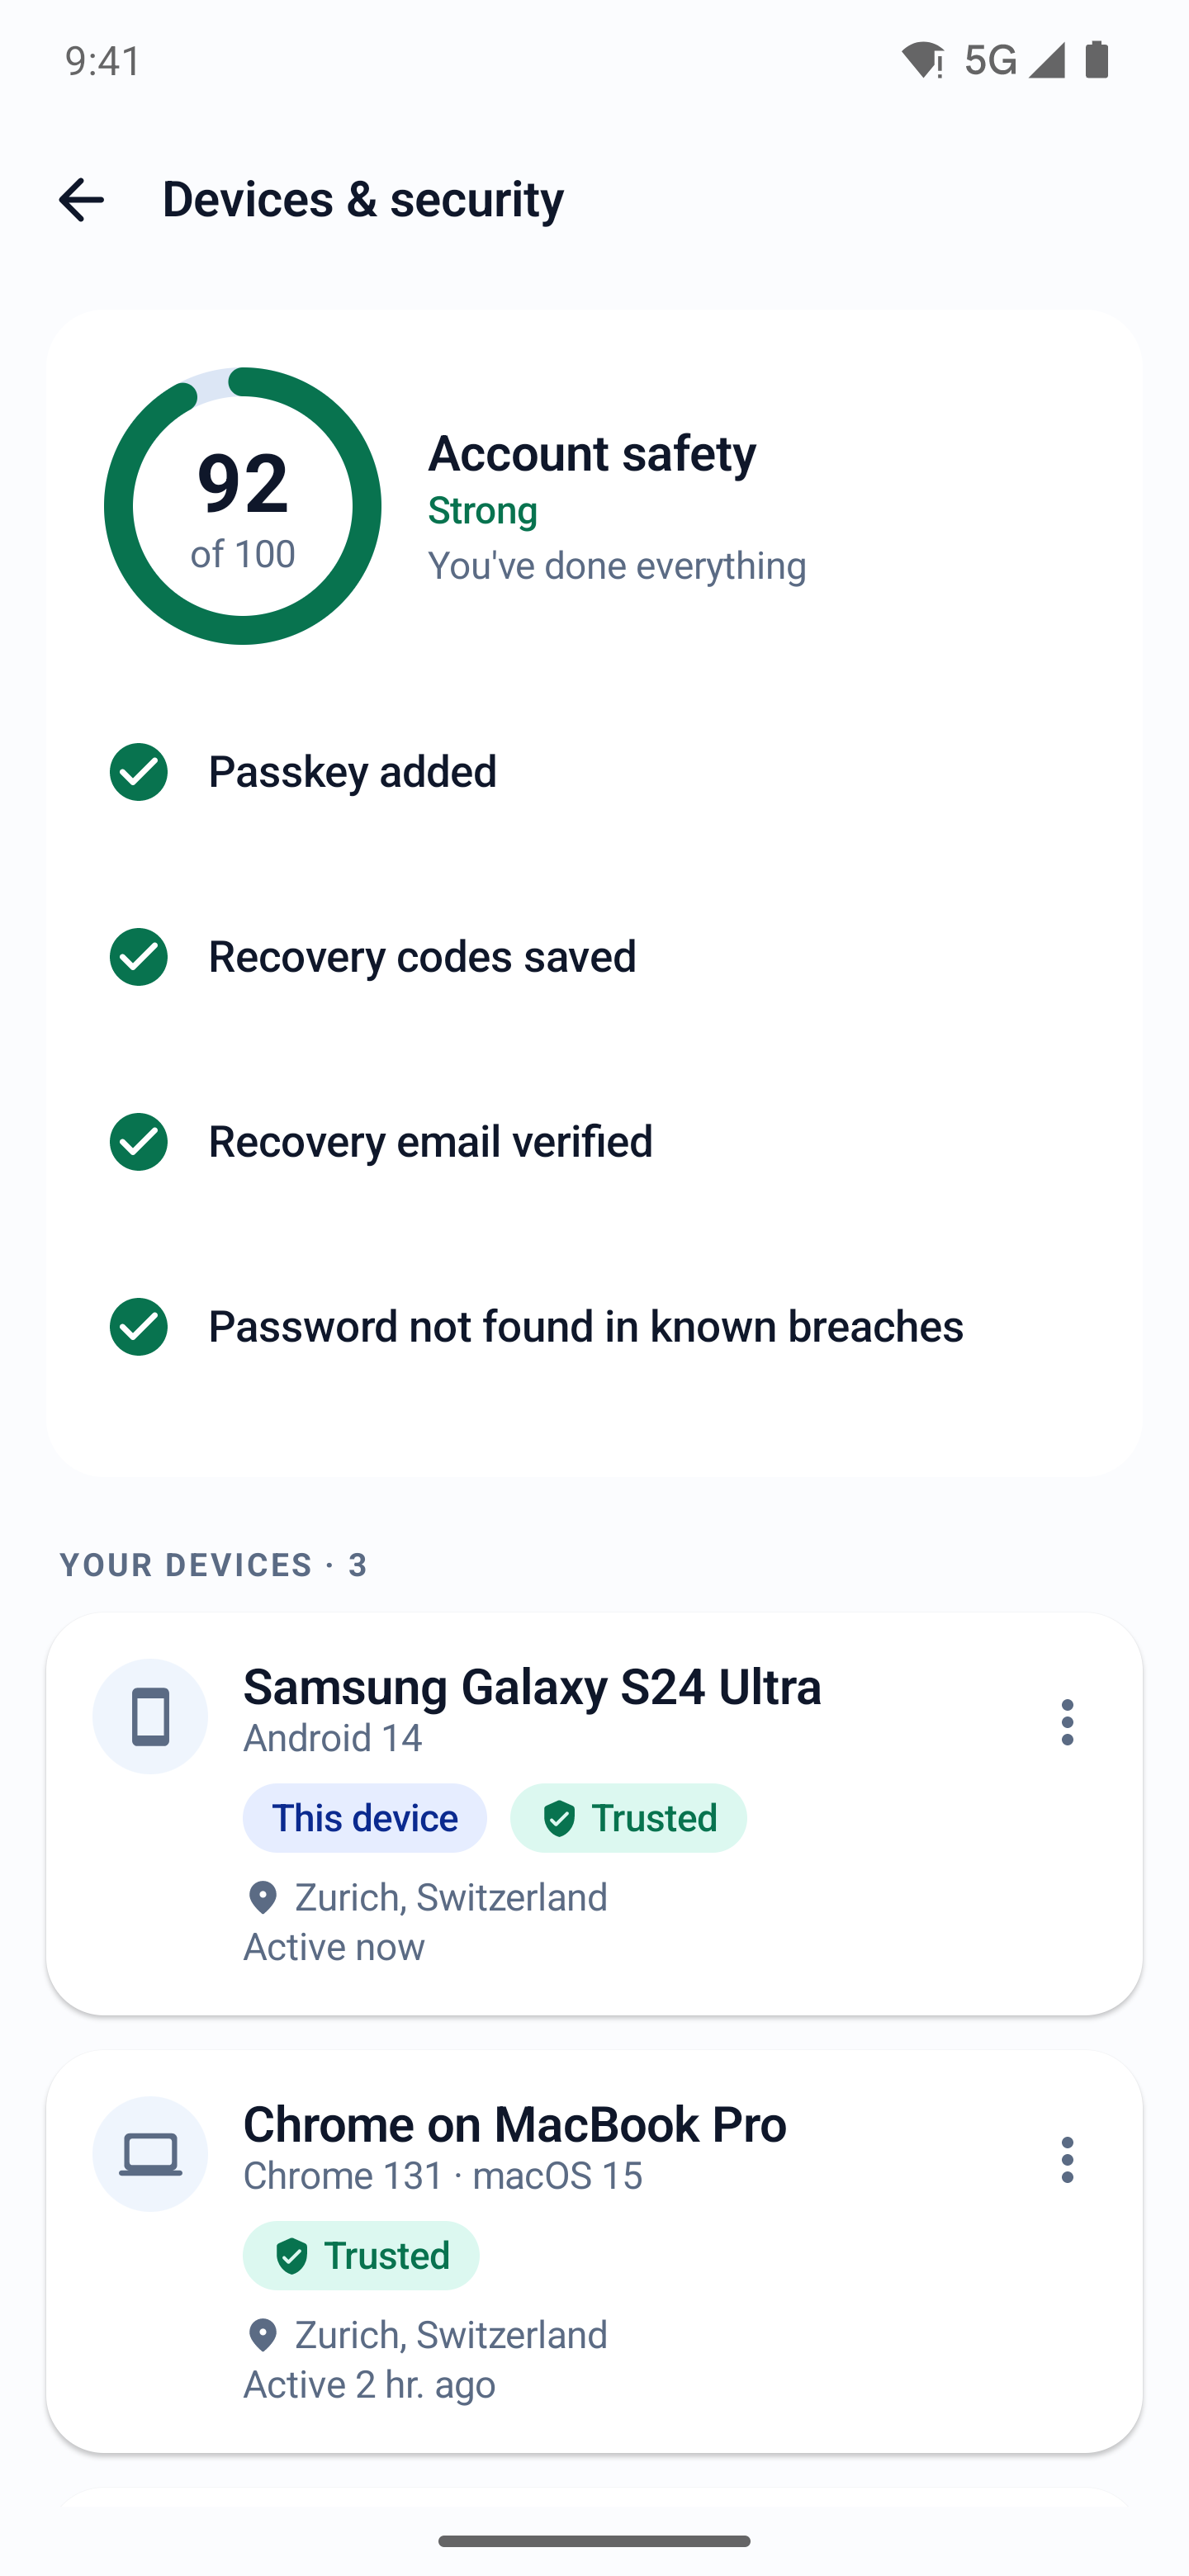 9:41
5G
Devices & security
92
of 100
Account safety
Strong
You've done everything
Passkey added
Recovery codes saved
Recovery email verified
Password not found in known breaches
YOUR DEVICES · 3
Samsung Galaxy S24 Ultra
Android 14
This device
Trusted
Zurich, Switzerland
Active now
Chrome on MacBook Pro
Chrome 131 · macOS 15
Trusted
Zurich, Switzerland
Active 2 hr. ago